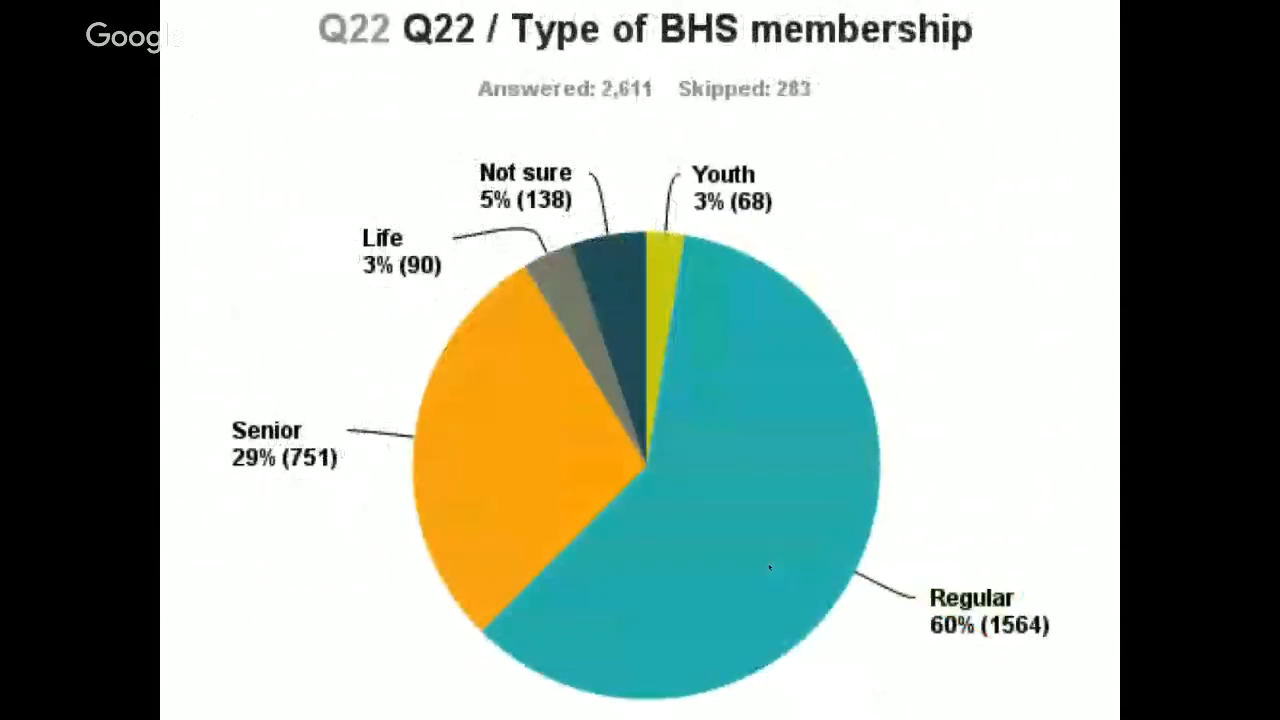 Google
Q22 Q22 / Type of BHS membership
Answered: 2,611 Skipped: 283
Not sure
5% (138)
Youth
3% (68)
Life
3% (90)
Senior
29% (751)
Regular
60% (1564)